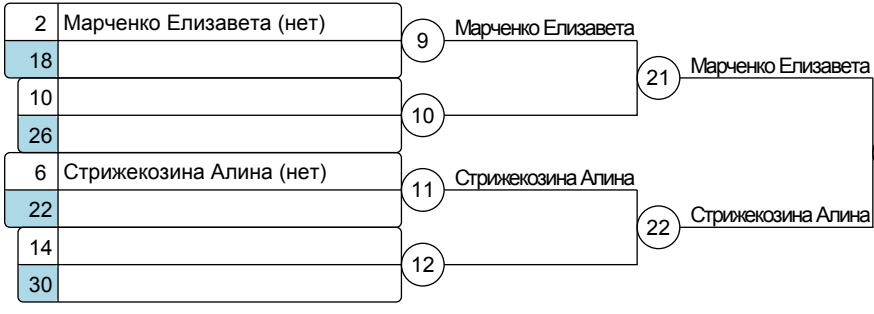 2 Марченко Елизавета (нет)
18
9 Марченко Елизавета
10
26
10
21 Марченко Елизавета
6 Стрижекозина Алина (нет)
22
11 Стрижекозина Алина
14
30
12
22 Стрижекозина Алина